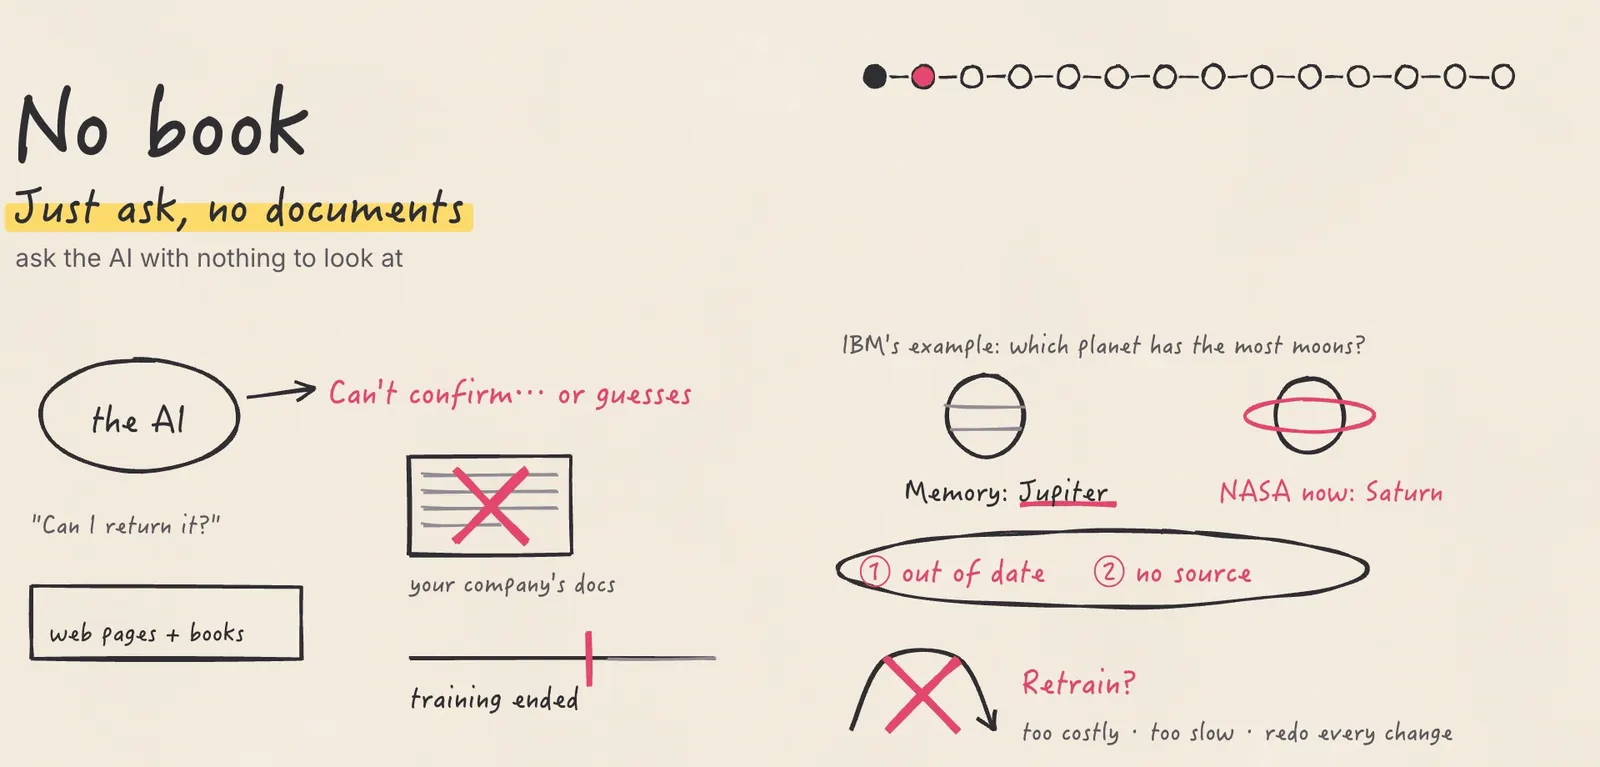 No book
Just ask, no documents
ask the AI with nothing to look at
the AI
Can't confirm... or guesses
"Can I return it?"
your company's docs
web pages + books
training ended
IBM's example: which planet has the most moons?
Memory: Jupiter
NASA now: Saturn
① out of date
② no source
Retrain?
too costly · too slow · redo every change